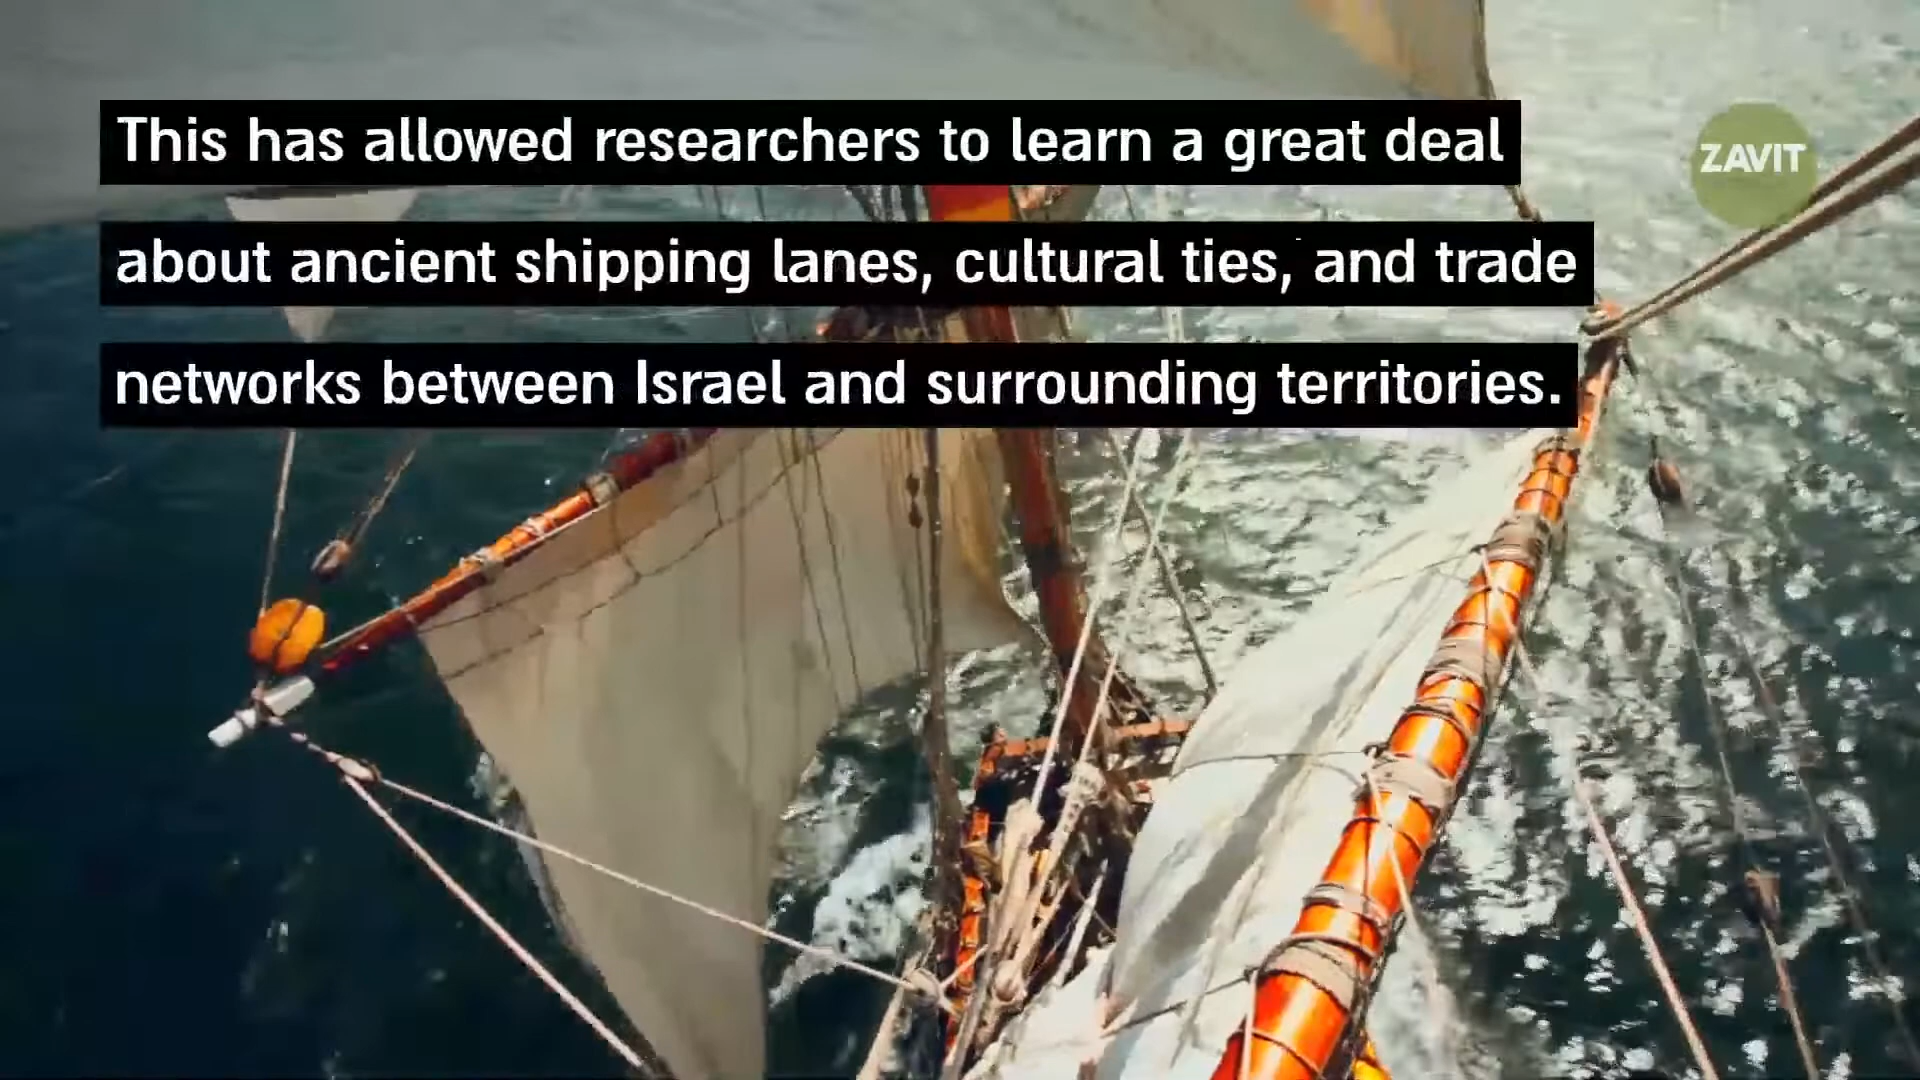 This has allowed researchers to learn a great deal
ZAVIT
about ancient shipping lanes, cultural ties, and trade
networks between Israel and surrounding territories.